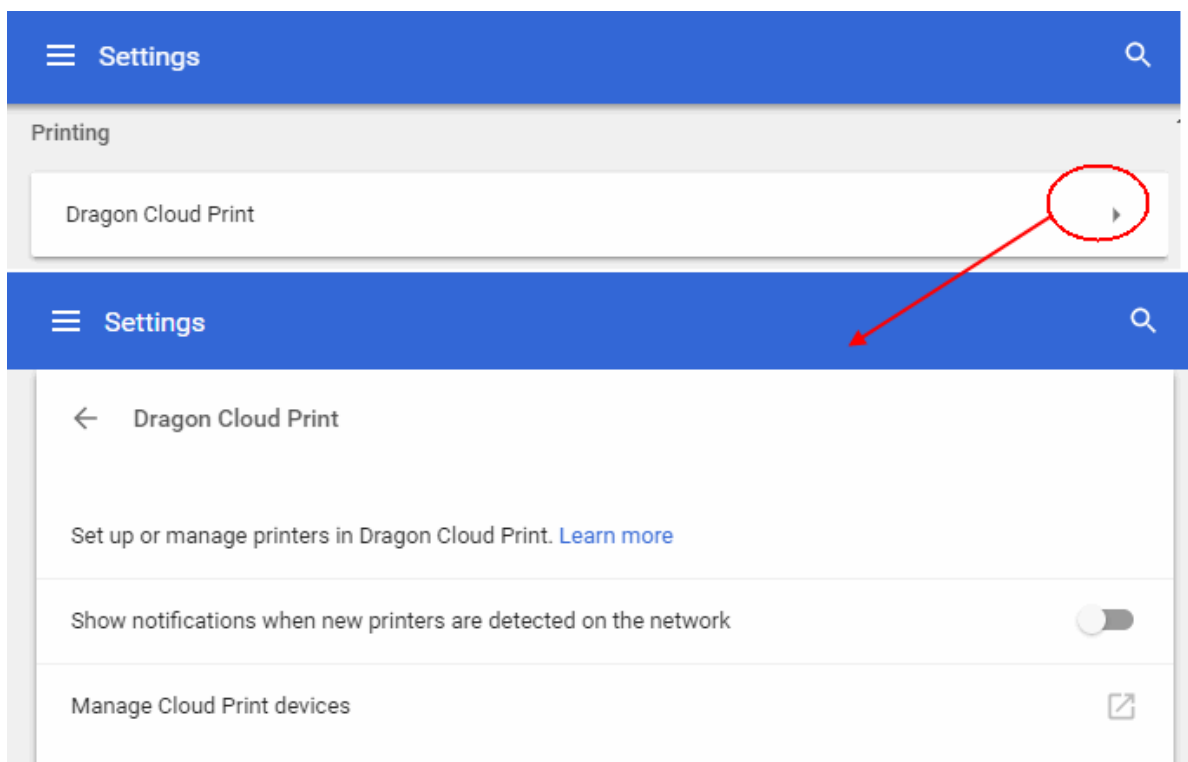 Settings
Printing
Dragon Cloud Print
Settings
Dragon Cloud Print
Set up or manage printers in Dragon Cloud Print. Learn more
Show notifications when new printers are detected on the network
Manage Cloud Print devices